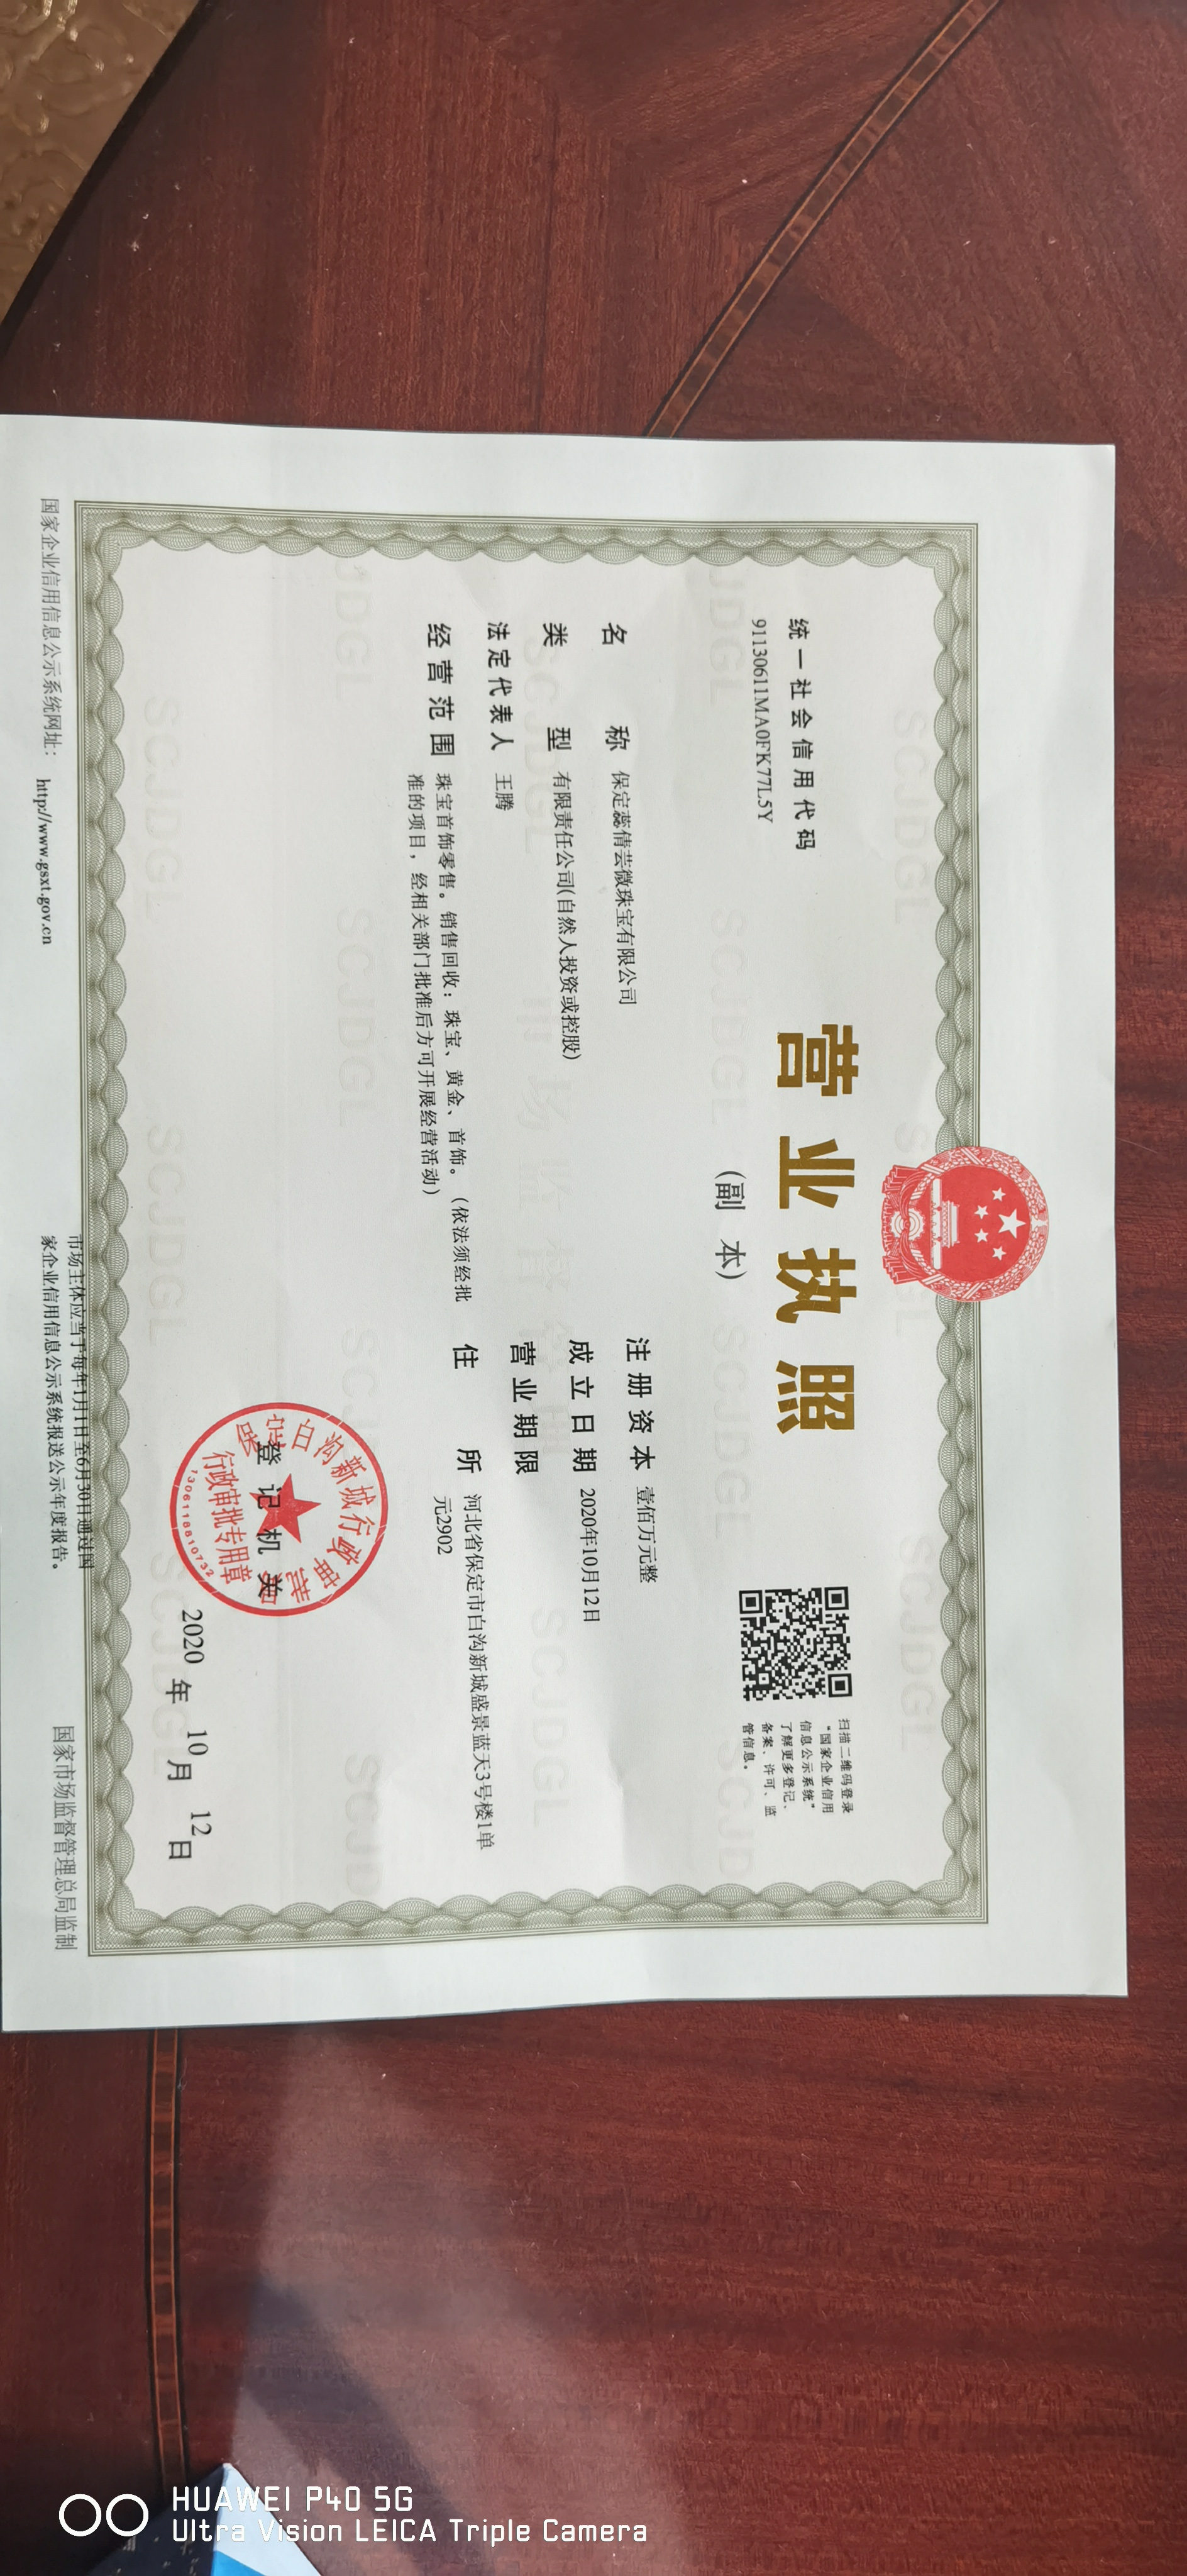 统一社会信用代码
91130611MA0FK77L5Y
营业执照
(副 本)
扫描二维码登录
“国家企业信用
信息公示系统”
了解更多登记、
备案、许可、监
管信息。
名 称 保定蕊倩芸微珠宝有限公司
类 型 有限责任公司(自然人投资或控股)
法定代表人 王腾
经营范围 珠宝首饰零售。销售回收:珠宝、黄金、首饰。(依法须经批
准的项目,经相关部门批准后方可开展经营活动)
注册资本 壹佰万元整
成立日期 2020年10月12日
营业期限
住 所 河北省保定市白沟新城盛景蓝天3号楼1单
元2902
登记机关
保定白沟新城行政审批局
行政审批专用章
1306118810732
2020 年 10 月 12 日
国家企业信用信息公示系统网址: http://www.gsxt.gov.cn
市场主体应当于每年1月1日至6月30日通过国
家企业信用信息公示系统报送公示年度报告。
国家市场监督管理总局监制
HUAWEI P40 5G
Ultra Vision LEICA Triple Camera